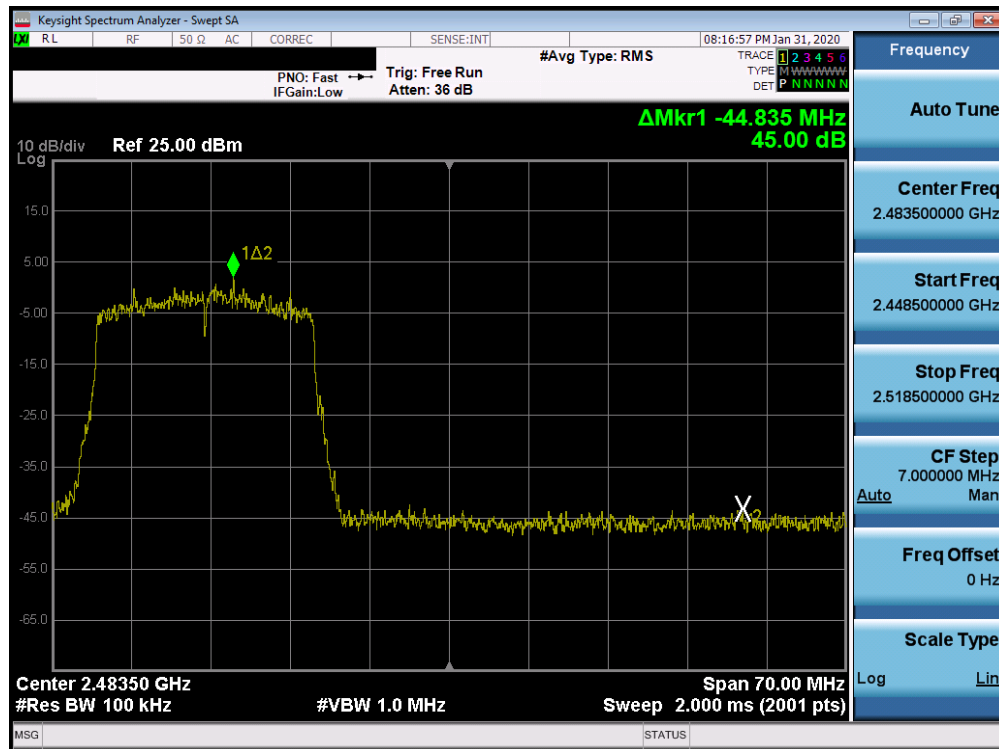 Keysight Spectrum Analyzer - Swept SA
LXI RL RF 50 Ω AC CORREC SENSE:INT 08:16:57 PM Jan 31, 2020
#Avg Type: RMS TRACE 1 2 3 4 5 6
PNO: Fast Trig: Free Run TYPE M WWWWW
IFGain:Low Atten: 36 dB DET P N N N N N
ΔMkr1 -44.835 MHz
45.00 dB
10 dB/div Ref 25.00 dBm
Log
15.0
5.00
-5.00
-15.0
-25.0
-35.0
-45.0
-55.0
-65.0
1Δ2
X2
Center 2.48350 GHz Span 70.00 MHz
#Res BW 100 kHz #VBW 1.0 MHz Sweep 2.000 ms (2001 pts)
MSG STATUS
Frequency
Auto Tune
Center Freq
2.483500000 GHz
Start Freq
2.448500000 GHz
Stop Freq
2.518500000 GHz
CF Step
7.000000 MHz
Auto Man
Freq Offset
0 Hz
Scale Type
Log Lin